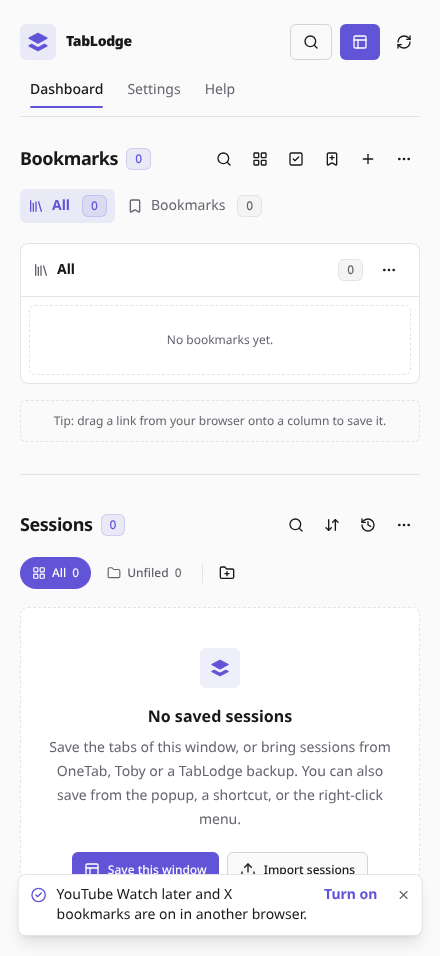 TabLodge
Dashboard Settings Help
Bookmarks 0
All 0 Bookmarks 0
All 0
No bookmarks yet.
Tip: drag a link from your browser onto a column to save it.
Sessions 0
All 0 Unfiled 0
No saved sessions
Save the tabs of this window, or bring sessions from
OneTab, Toby or a TabLodge backup. You can also
save from the popup, a shortcut, or the right-click
menu.
Save this window Import sessions
YouTube Watch later and X Turn on
bookmarks are on in another browser.